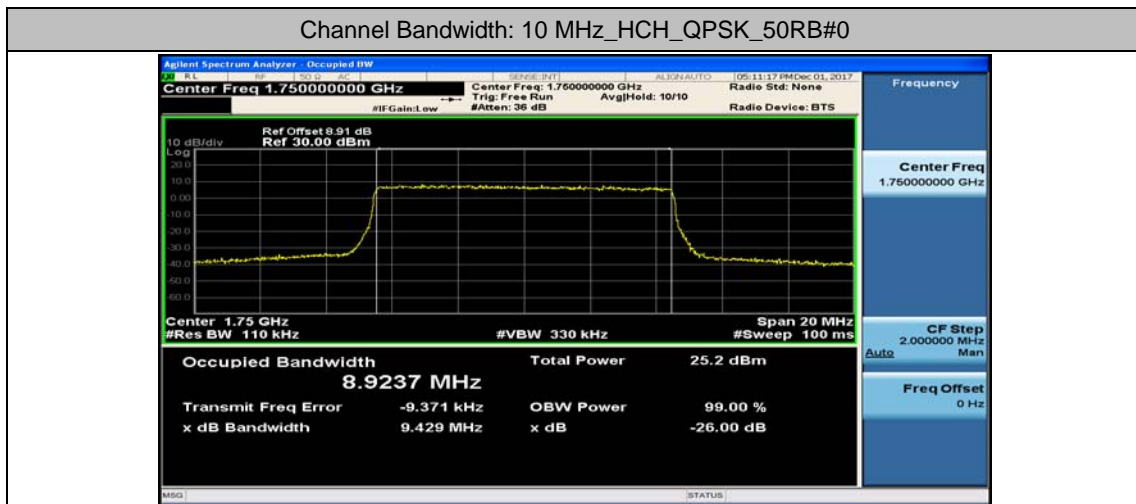 Channel Bandwidth: 10 MHz_HCH_QPSK_50RB#0
Agilent Spectrum Analyzer - Occupied BW
RL RF 50 Ω AC SENSE:INT ALIGNAUTO 05:11:17 PM Dec 01, 2017
Center Freq 1.750000000 GHz
Center Freq: 1.750000000 GHz
Radio Std: None
Trig: Free Run Avg|Hold: 10/10
#IFGain:Low #Atten: 36 dB Radio Device: BTS
Frequency
Ref Offset 8.91 dB
10 dB/div Ref 30.00 dBm
Log
20.0
10.0
0.00
-10.0
-20.0
-30.0
-40.0
-50.0
-60.0
Center Freq
1.750000000 GHz
Center 1.75 GHz Span 20 MHz
#Res BW 110 kHz #VBW 330 kHz #Sweep 100 ms
CF Step
2.000000 MHz
Auto Man
Occupied Bandwidth Total Power 25.2 dBm
8.9237 MHz
Transmit Freq Error -9.371 kHz OBW Power 99.00 %
x dB Bandwidth 9.429 MHz x dB -26.00 dB
Freq Offset
0 Hz
MSG STATUS